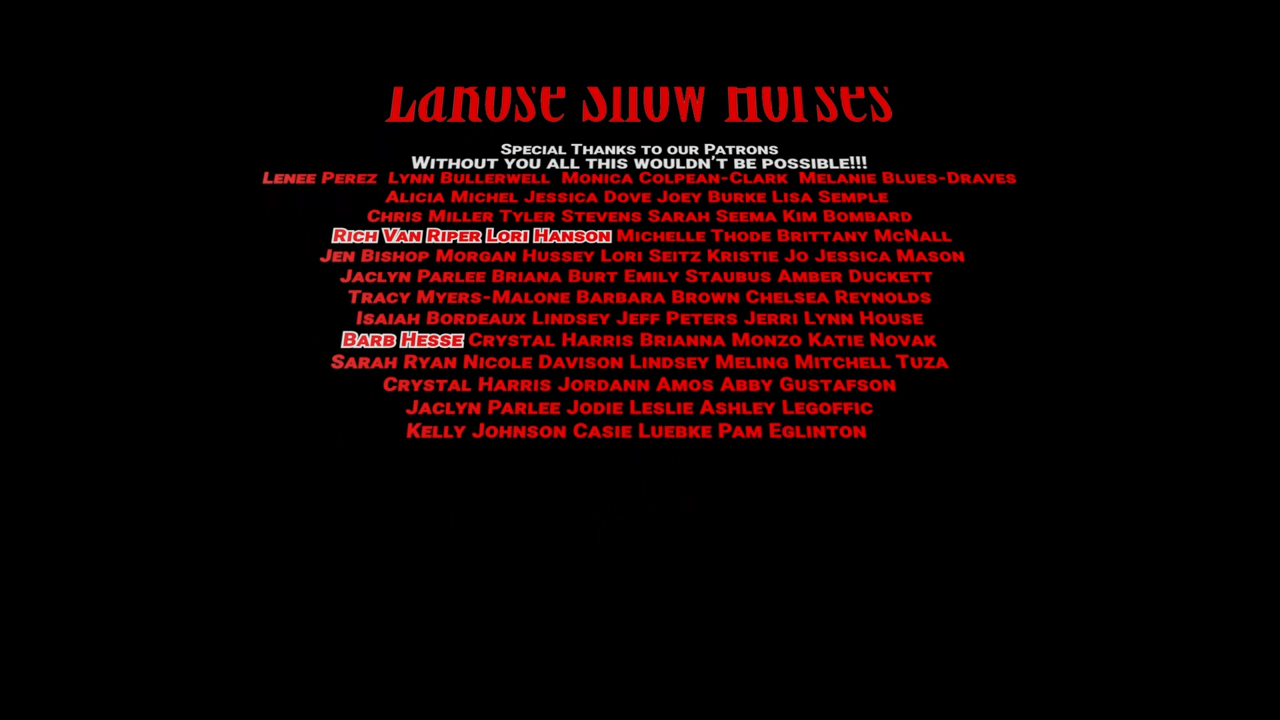 LaRose Show Horses
Special Thanks to our Patrons
Without you all this wouldn't be possible!!!
Lenee Perez Lynn Bullerwell Monica Colpean-Clark Melanie Blues-Draves
Alicia Michel Jessica Dove Joey Burke Lisa Semple
Chris Miller Tyler Stevens Sarah Seema Kim Bombard
Rich Van Riper Lori Hanson Michelle Thode Brittany McNall
Jen Bishop Morgan Hussey Lori Seitz Kristie Jo Jessica Mason
Jaclyn Parlee Briana Burt Emily Staubus Amber Duckett
Tracy Myers-Malone Barbara Brown Chelsea Reynolds
Isaiah Bordeaux Lindsey Jeff Peters Jerri Lynn House
Barb Hesse Crystal Harris Brianna Monzo Katie Novak
Sarah Ryan Nicole Davison Lindsey Meling Mitchell Tuza
Crystal Harris Jordann Amos Abby Gustafson
Jaclyn Parlee Jodie Leslie Ashley Legoffic
Kelly Johnson Casie Luebke Pam Eglinton